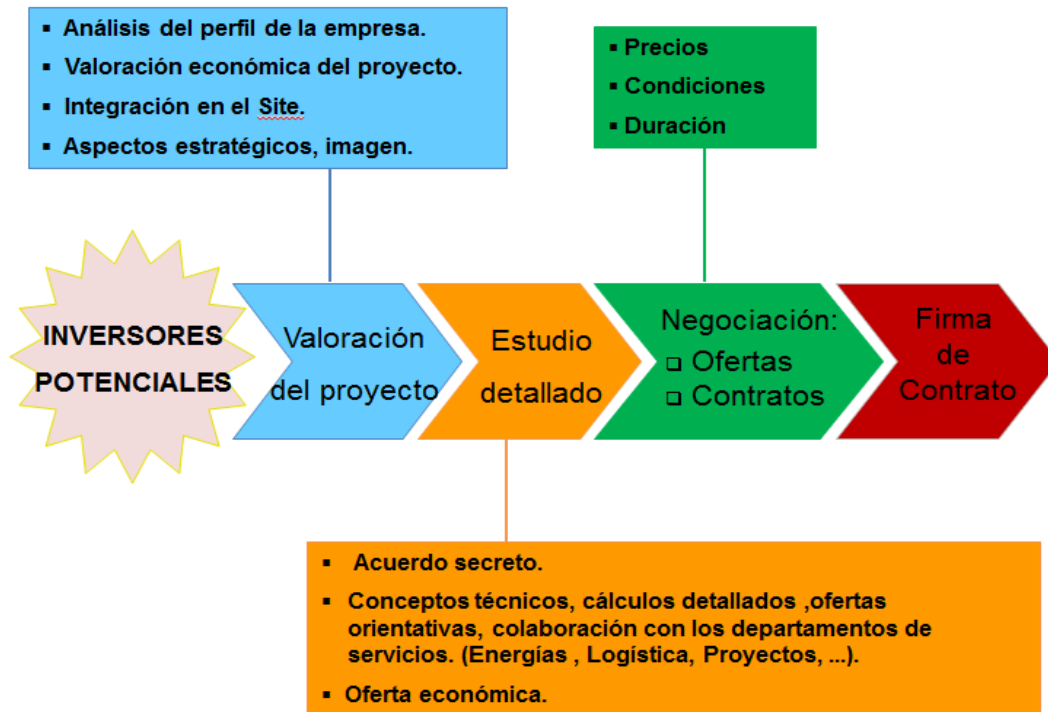 ▪ Análisis del perfil de la empresa.
▪ Valoración económica del proyecto.
▪ Integración en el Site.
▪ Aspectos estratégicos, imagen.
▪ Precios
▪ Condiciones
▪ Duración
INVERSORES
POTENCIALES
Valoración
del proyecto
Estudio
detallado
Negociación:
❑ Ofertas
❑ Contratos
Firma
de
Contrato
▪ Acuerdo secreto.
▪ Conceptos técnicos, cálculos detallados ,ofertas
orientativas, colaboración con los departamentos de
servicios. (Energías , Logística, Proyectos, ...).
▪ Oferta económica.